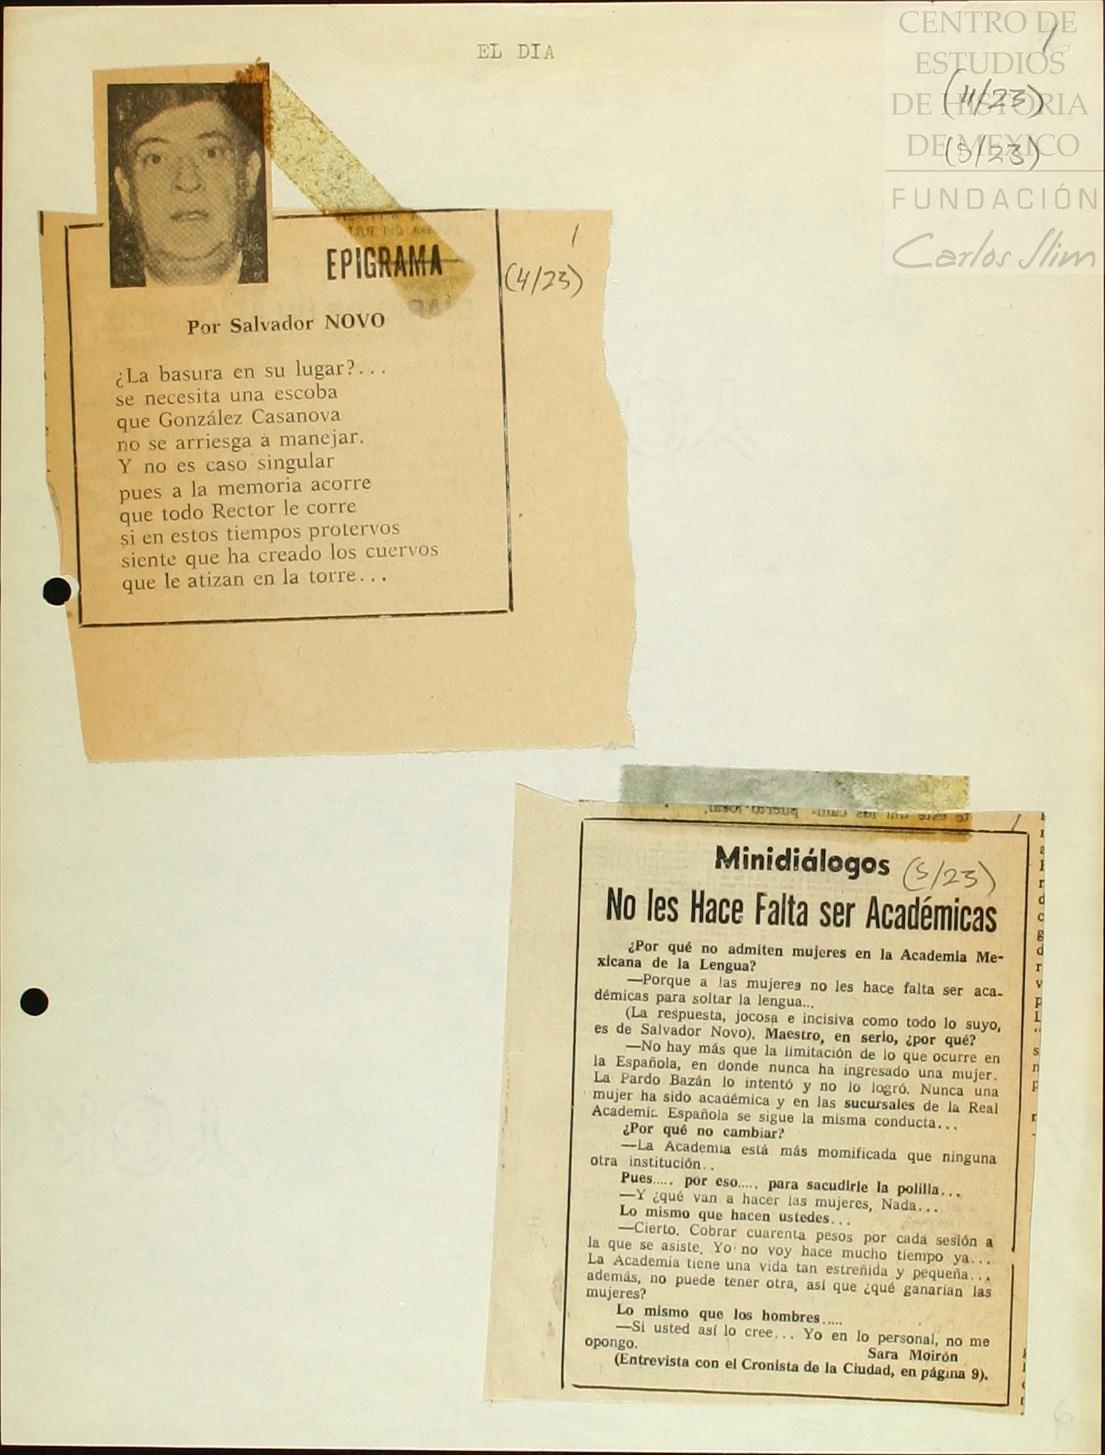 EL DIA
1
CENTRO DE
ESTUDIOS
DE HISTORIA
DE MEXICO
FUNDACIÓN
Carlos Slim
(4/23)
(5/23)
EPIGRAMA
1
(4/23)
Por Salvador NOVO
¿La basura en su lugar?...
se necesita una escoba
que González Casanova
no se arriesga a manejar.
Y no es caso singular
pues a la memoria acorre
que todo Rector le corre
si en estos tiempos protervos
siente que ha creado los cuervos
que le atizan en la torre...
1
Minidiálogos
(5/23)
No les Hace Falta ser Académicas
¿Por qué no admiten mujeres en la Academia Me-
xicana de la Lengua?
—Porque a las mujeres no les hace falta ser aca-
démicas para soltar la lengua...
(La respuesta, jocosa e incisiva como todo lo suyo,
es de Salvador Novo). Maestro, en serio, ¿por qué?
—No hay más que la limitación de lo que ocurre en
la Española, en donde nunca ha ingresado una mujer.
La Pardo Bazán lo intentó y no lo logró. Nunca una
mujer ha sido académica y en las sucursales de la Real
Academia Española se sigue la misma conducta...
¿Por qué no cambiar?
—La Academia está más momificada que ninguna
otra institución..
Pues..... por eso..... para sacudirle la polilla...
—Y ¿qué van a hacer las mujeres, Nada...
Lo mismo que hacen ustedes...
—Cierto. Cobrar cuarenta pesos por cada sesión a
la que se asiste. Yo no voy hace mucho tiempo ya...
La Academia tiene una vida tan estreñida y pequeña...
además, no puede tener otra, así que ¿qué ganarían las
mujeres?
Lo mismo que los hombres.....
—Si usted así lo cree... Yo en lo personal, no me
opongo.
Sara Moirón
(Entrevista con el Cronista de la Ciudad, en página 9).
6